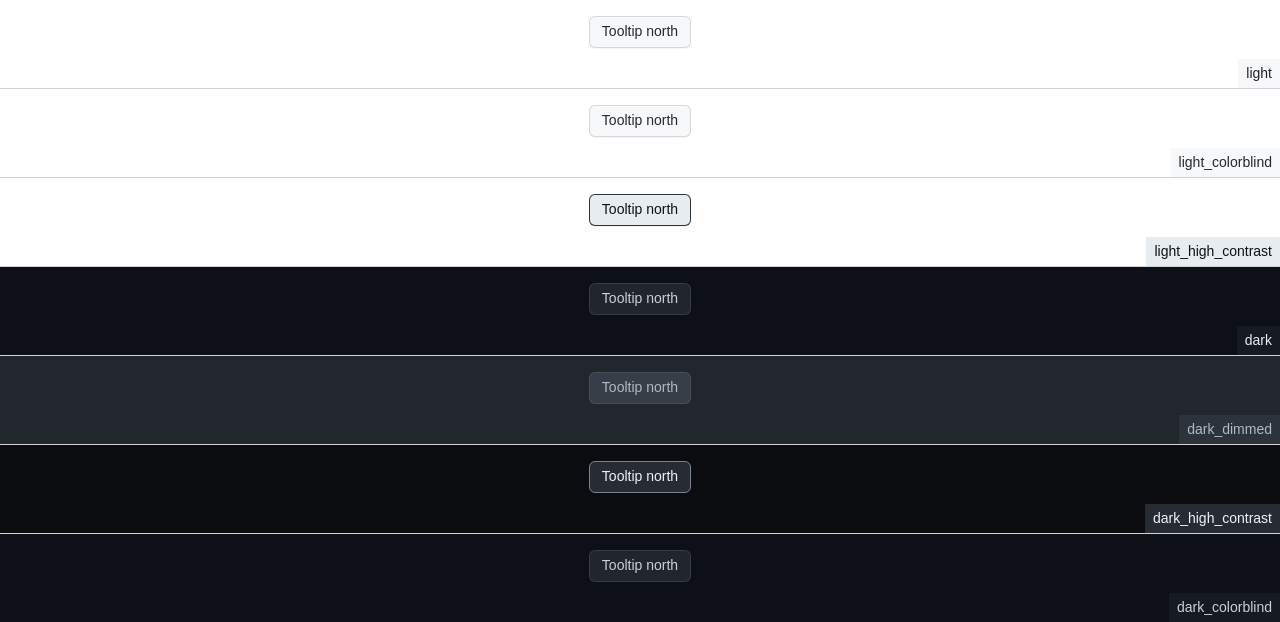 Tooltip north
light
Tooltip north
light_colorblind
Tooltip north
light_high_contrast
Tooltip north
dark
Tooltip north
dark_dimmed
Tooltip north
dark_high_contrast
Tooltip north
dark_colorblind